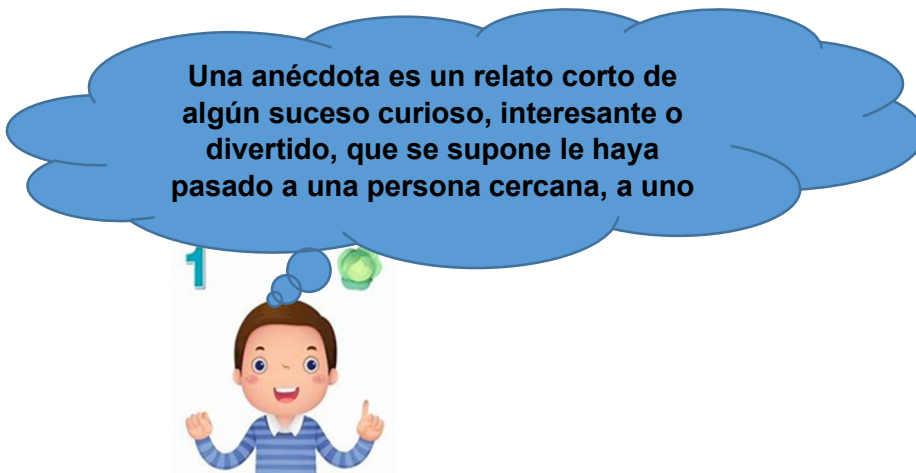 Una anécdota es un relato corto de
algún suceso curioso, interesante o
divertido, que se supone le haya
pasado a una persona cercana, a uno
1